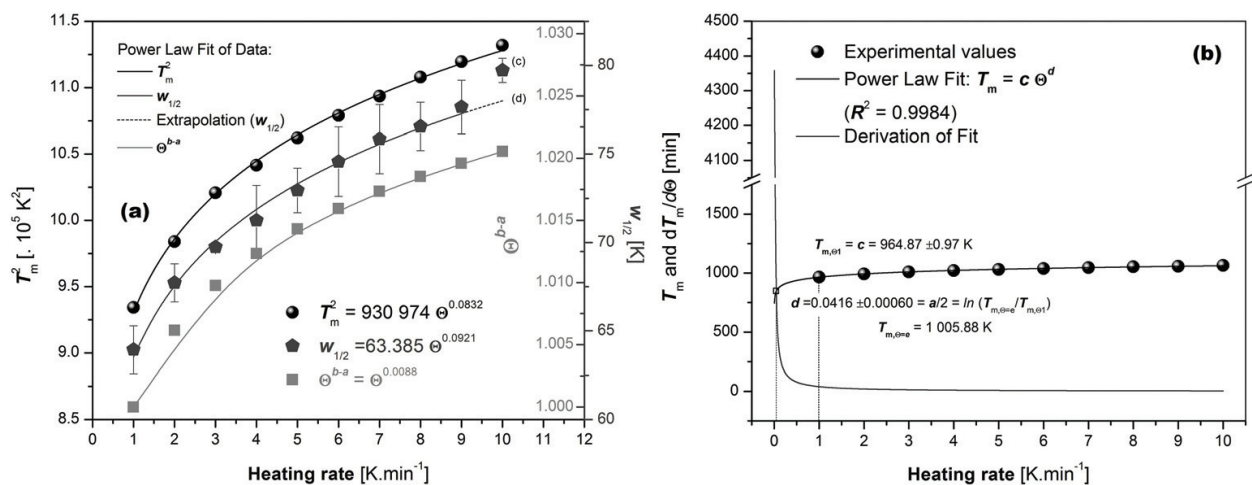 11.5
11.0
10.5
10.0
9.5
9.0
8.5
T²m [. 10⁵ K²]
Power Law Fit of Data:
T²m
w1/2
Extrapolation (w1/2)
Θᵇ⁻ᵃ
(a)
(c)
(d)
T²m = 930 974 Θ^0.0832
w1/2 =63.385 Θ^0.0921
Θᵇ⁻ᵃ = Θ^0.0088
1.030
1.025
1.020
1.015
1.010
1.005
1.000
Θᵇ⁻ᵃ
80
75
70
65
60
w1/2 [K]
0 1 2 3 4 5 6 7 8 9 10 11 12
Heating rate [K.min⁻¹]
4500
4400
4300
4200
4100
1500
1000
500
0
Tm and dTm/dΘ [min]
(b)
Experimental values
Power Law Fit: Tm = c Θᵈ
(R² = 0.9984)
Derivation of Fit
Tm,Θ1 = c = 964.87 ±0.97 K
d =0.0416 ±0.00060 = a/2 = ln (Tm,Θ=e/Tm,Θ1)
Tm,Θ=e = 1 005.88 K
0 1 2 3 4 5 6 7 8 9 10
Heating rate [K.min⁻¹]